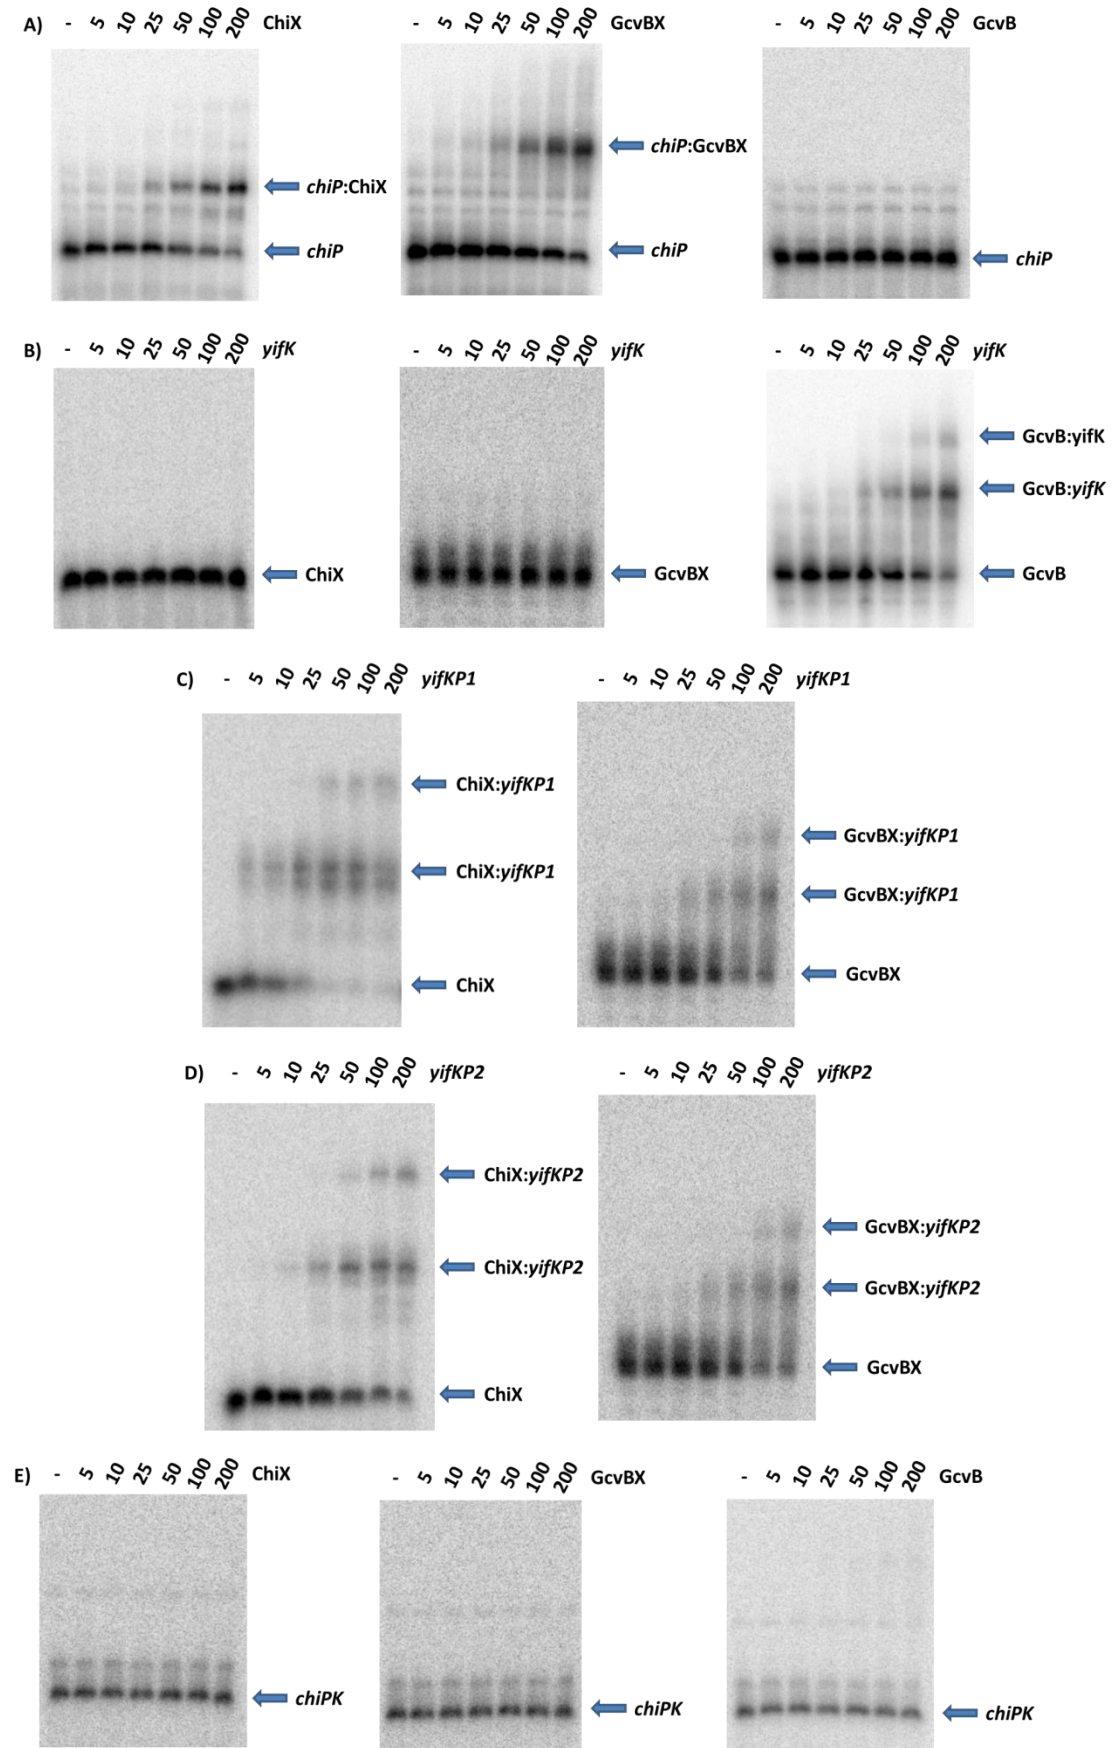 A) - 5 10 25 50 100 200 ChiX - 5 10 25 50 100 200 GcvBX - 5 10 25 50 100 200 GcvB
chiP:GcvBX
chiP:ChiX
chiP chiP chiP
B) - 5 10 25 50 100 200 yifK - 5 10 25 50 100 200 yifK - 5 10 25 50 100 200 yifK
GcvB:yifK
GcvB:yifK
ChiX GcvBX GcvB
C) - 5 10 25 50 100 200 yifKP1 - 5 10 25 50 100 200 yifKP1
ChiX:yifKP1
GcvBX:yifKP1
ChiX:yifKP1
GcvBX:yifKP1
GcvBX
ChiX
D) - 5 10 25 50 100 200 yifKP2 - 5 10 25 50 100 200 yifKP2
ChiX:yifKP2
GcvBX:yifKP2
ChiX:yifKP2
GcvBX:yifKP2
GcvBX
ChiX
E) - 5 10 25 50 100 200 ChiX - 5 10 25 50 100 200 GcvBX - 5 10 25 50 100 200 GcvB
chiPK chiPK chiPK